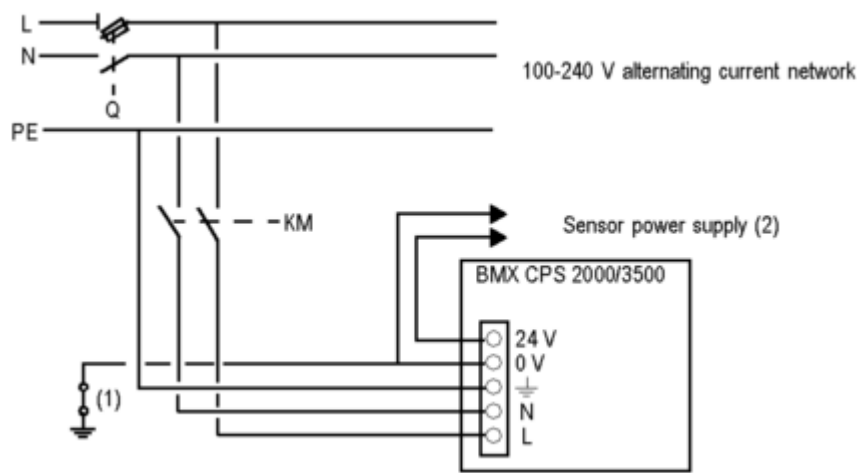 L
N
100-240 V alternating current network
Q
PE
KM
Sensor power supply (2)
BMX CPS 2000/3500
24 V
0 V
(1)
N
L